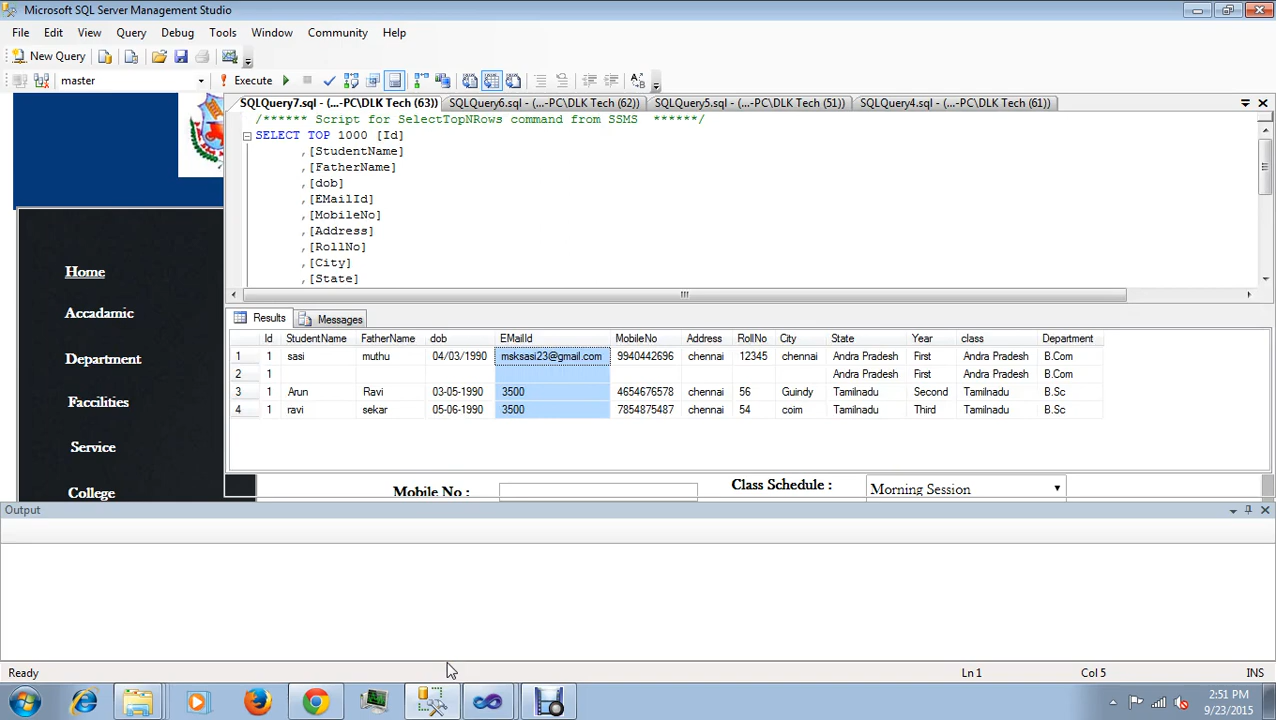 Microsoft SQL Server Management Studio
File Edit View Query Debug Tools Window Community Help
New Query
master Execute
SQLQuery7.sql - (...-PC\DLK Tech (63)) SQLQuery6.sql - (...-PC\DLK Tech (62)) SQLQuery5.sql - (...-PC\DLK Tech (51)) SQLQuery4.sql - (...-PC\DLK Tech (61))
/****** Script for SelectTopNRows command from SSMS ******/
SELECT TOP 1000 [Id]
,[StudentName]
,[FatherName]
,[dob]
,[EMailId]
,[MobileNo]
,[Address]
,[RollNo]
,[City]
,[State]
Home
Accadamic
Department
Faccilities
Service
College
Results Messages
Id StudentName FatherName dob EMailId MobileNo Address RollNo City State Year class Department
1 1 sasi muthu 04/03/1990 msksasi23@gmail.com 9940442696 chennai 12345 chennai Andra Pradesh First Andra Pradesh B.Com
2 1 Andra Pradesh First Andra Pradesh B.Com
3 1 Arun Ravi 03-05-1990 3500 4654676578 chennai 56 Guindy Tamilnadu Second Tamilnadu B.Sc
4 1 ravi sekar 05-06-1990 3500 7854875487 chennai 54 coim Tamilnadu Third Tamilnadu B.Sc
Mobile No : Class Schedule : Morning Session
Output
Ready Ln 1 Col 5 INS
2:51 PM
9/23/2015